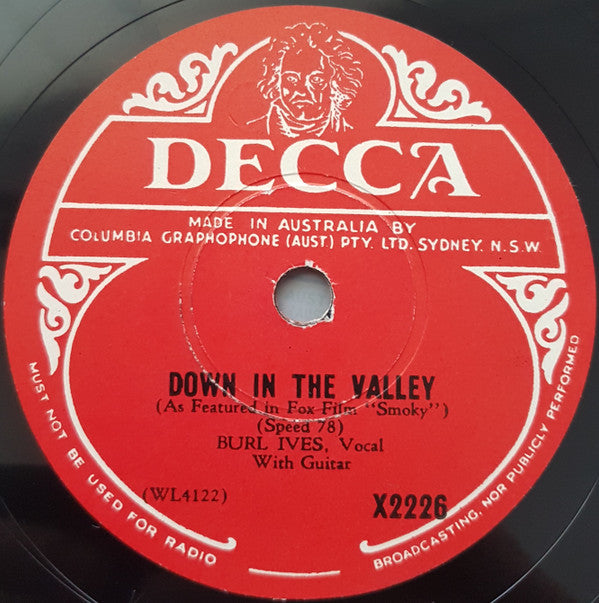 DECCA
MADE IN AUSTRALIA BY
COLUMBIA GRAPHOPHONE (AUST) PTY. LTD. SYDNEY. N.S.W.
DOWN IN THE VALLEY
(As Featured in Fox Film "Smoky")
(Speed 78)
BURL IVES, Vocal
With Guitar
(WL4122)
X2226
MUST NOT BE USED FOR RADIO BROADCASTING, NOR PUBLICLY PERFORMED